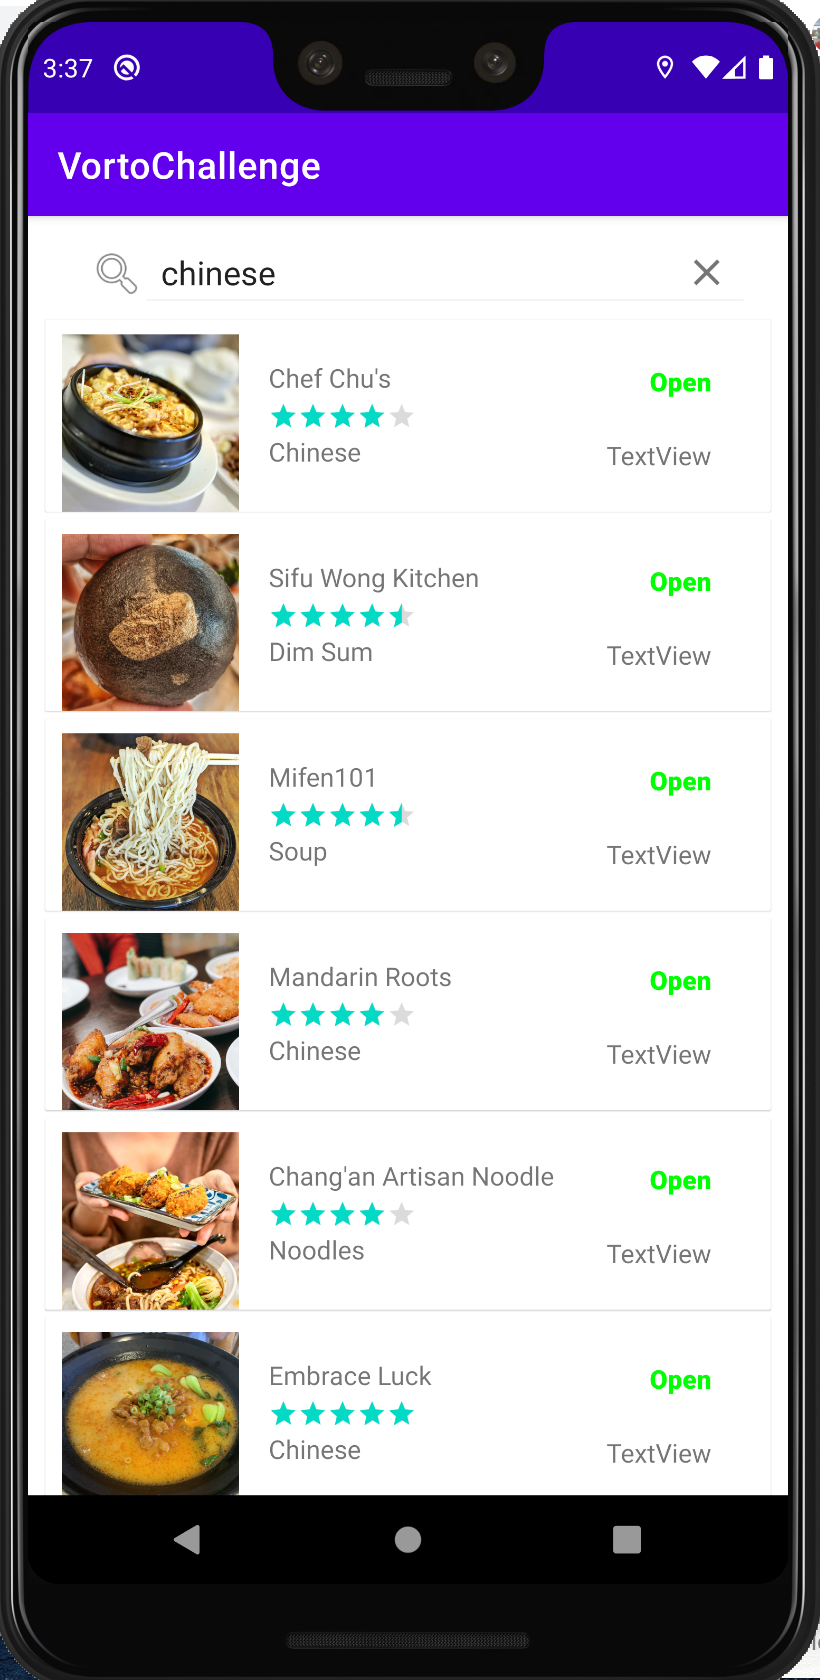 3:37
VortoChallenge
chinese
Chef Chu's
Open
Chinese
TextView
Sifu Wong Kitchen
Open
Dim Sum
TextView
Mifen101
Open
Soup
TextView
Mandarin Roots
Open
Chinese
TextView
Chang'an Artisan Noodle
Open
Noodles
TextView
Embrace Luck
Open
Chinese
TextView